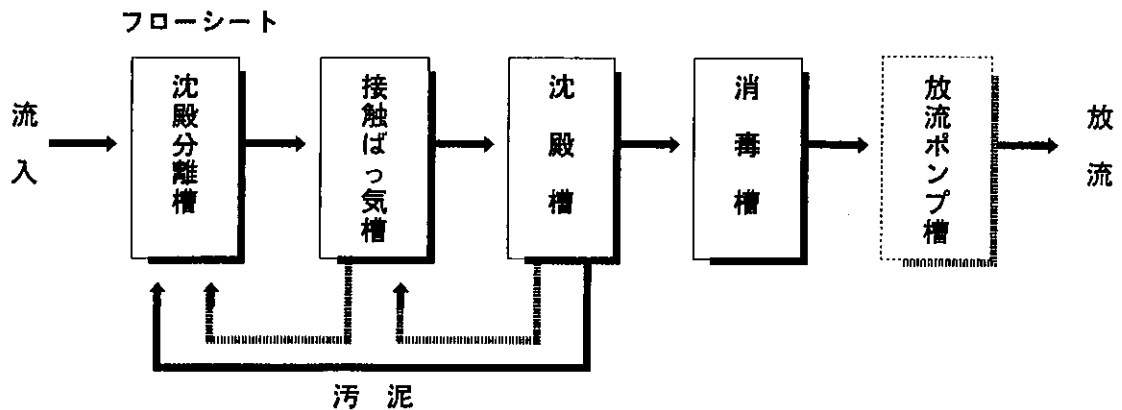 フローシート
流入
沈殿分離槽
接触ばっ気槽
沈殿槽
消毒槽
放流ポンプ槽
放流
汚泥